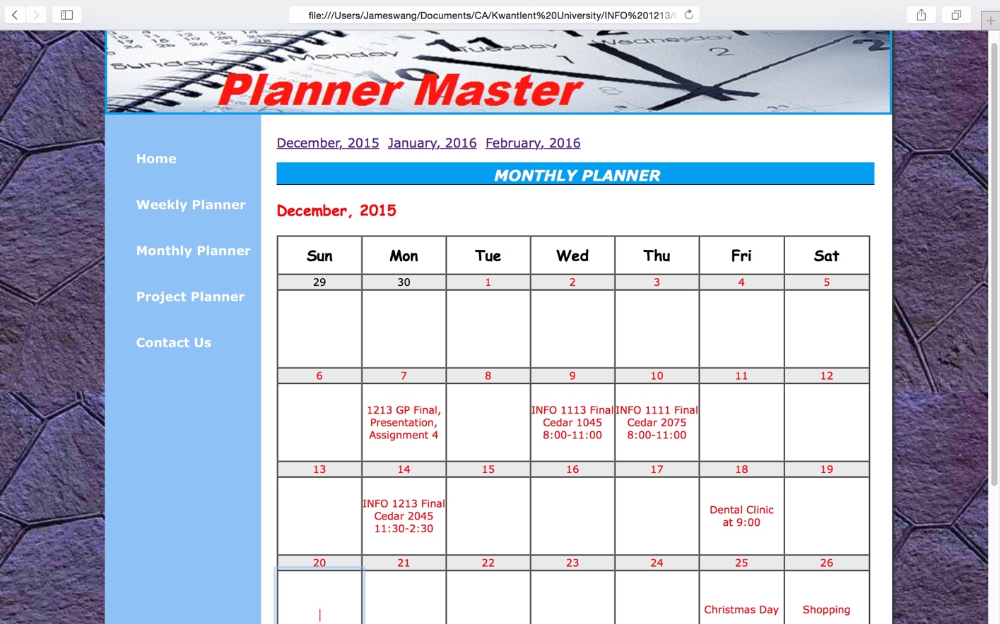 file:///Users/Jameswang/Documents/CA/Kwantlent%20University/INFO%201213/
Sunday Monday Tuesday Wednesday
11 12
10 1 2
Planner Master
Home
Weekly Planner
Monthly Planner
Project Planner
Contact Us
December, 2015 January, 2016 February, 2016
MONTHLY PLANNER
December, 2015
Sun Mon Tue Wed Thu Fri Sat
29 30 1 2 3 4 5
6 7 8 9 10 11 12
1213 GP Final,
Presentation,
Assignment 4
INFO 1113 Final
Cedar 1045
8:00-11:00
INFO 1111 Final
Cedar 2075
8:00-11:00
13 14 15 16 17 18 19
INFO 1213 Final
Cedar 2045
11:30-2:30
Dental Clinic
at 9:00
20 21 22 23 24 25 26
Christmas Day
Shopping